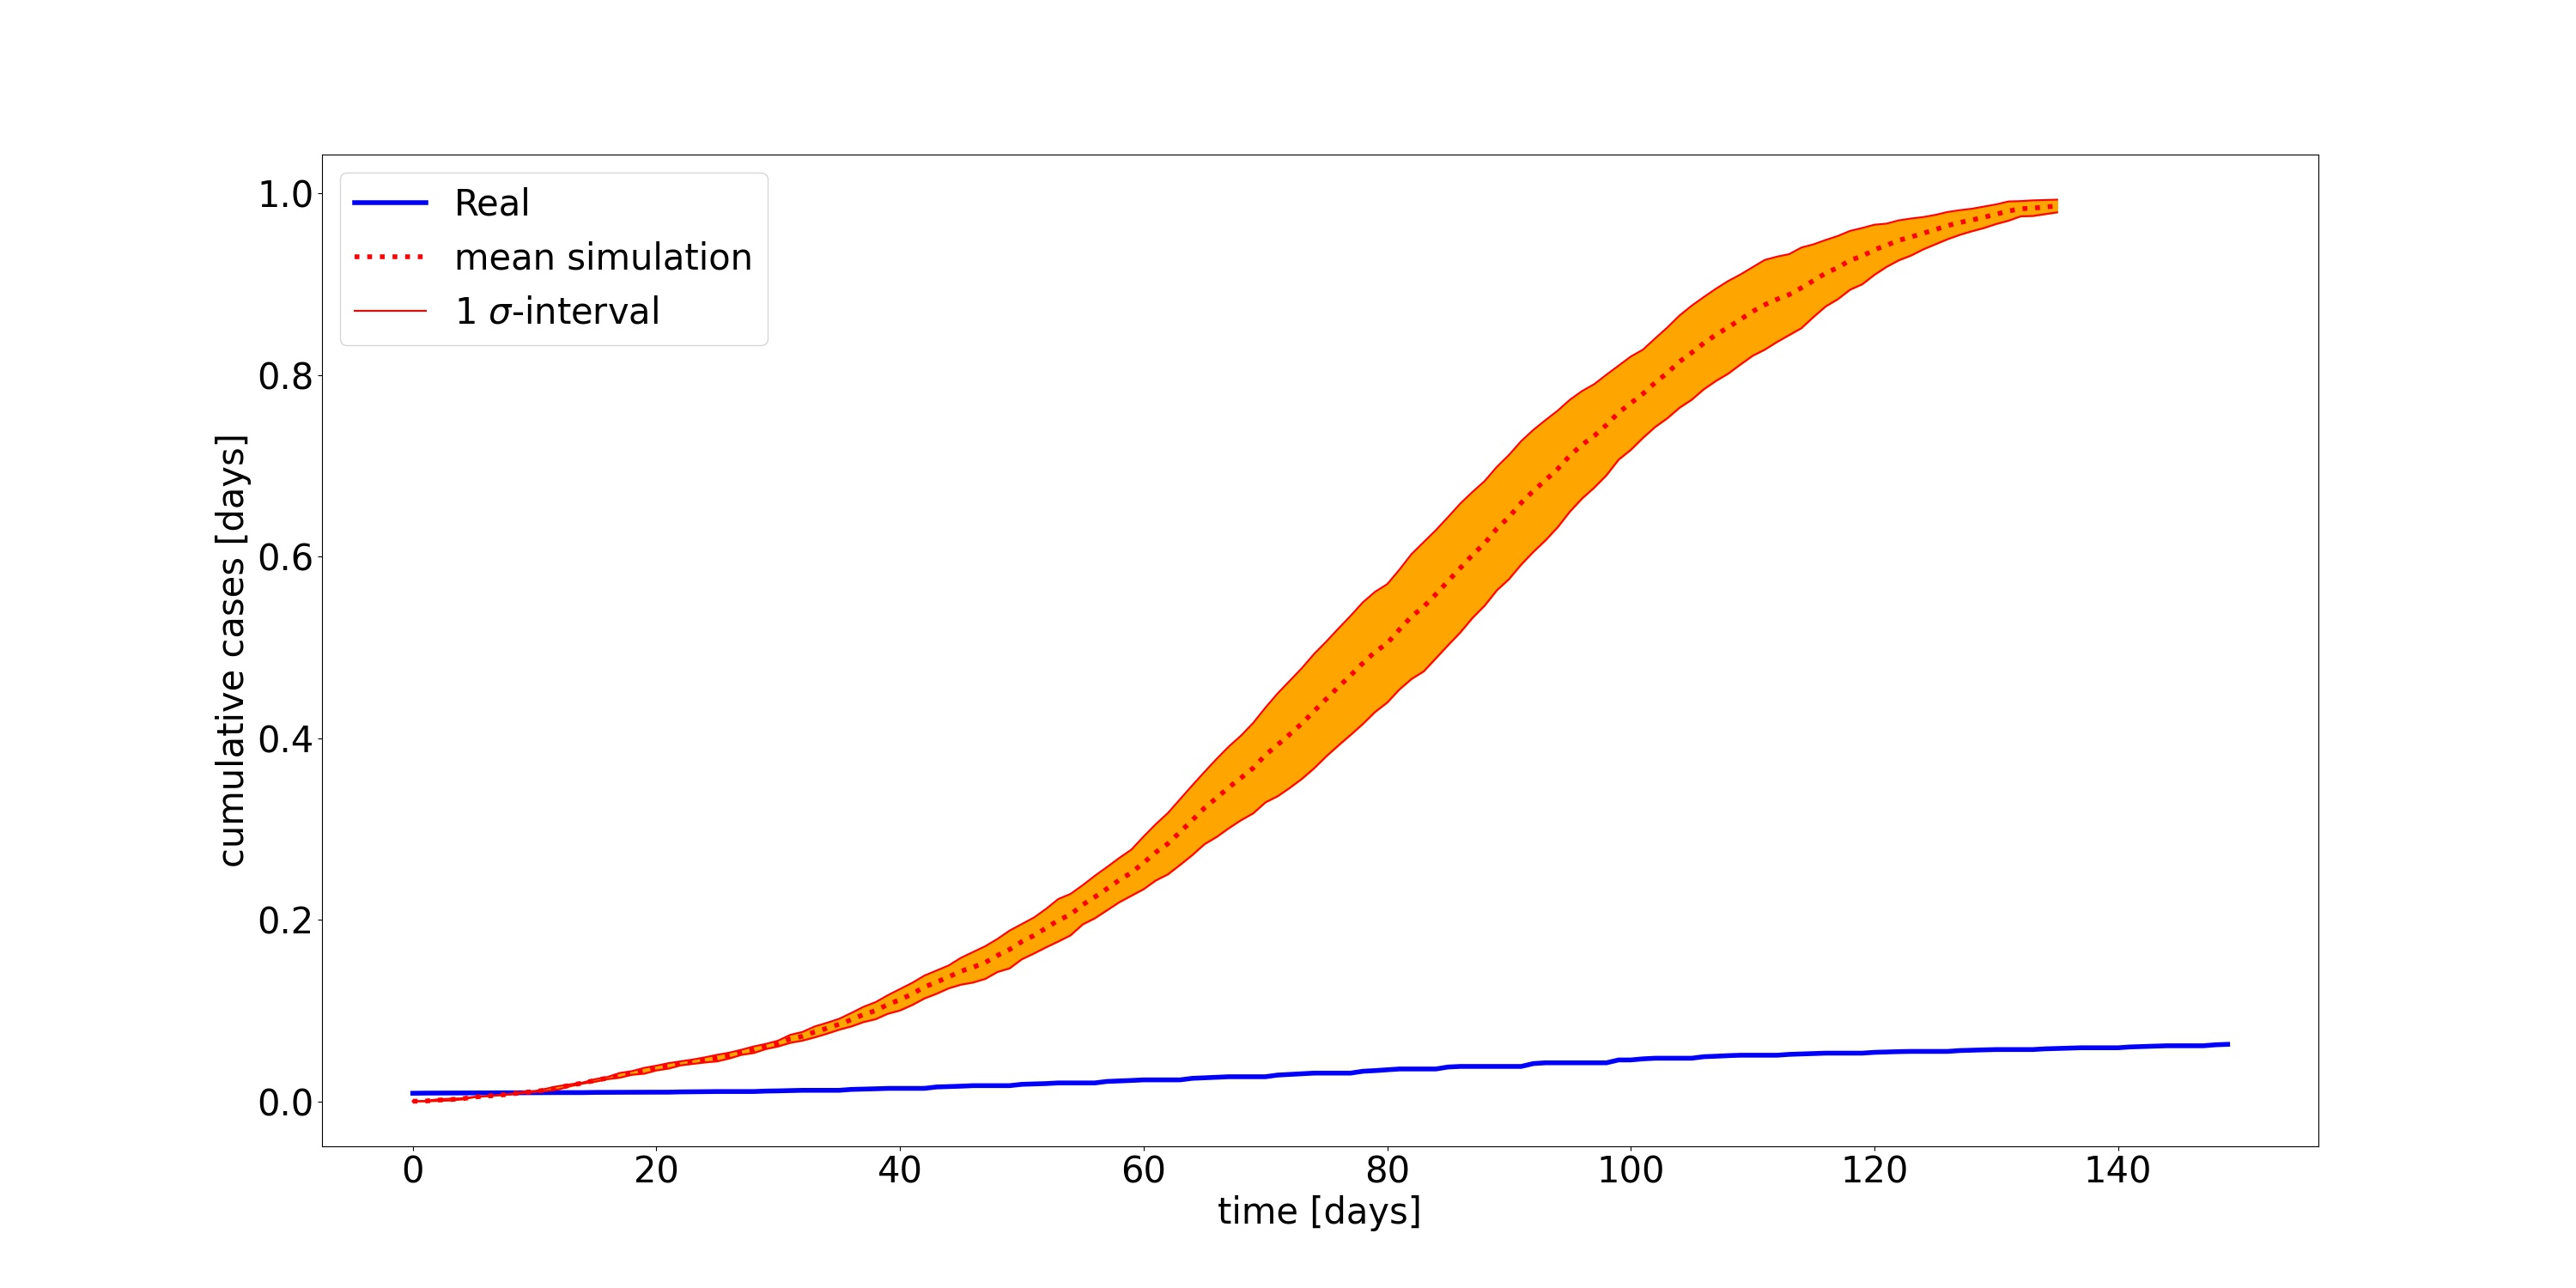 Real
mean simulation
1 σ-interval
1.0
0.8
0.6
0.4
0.2
0.0
cumulative cases [days]
0 20 40 60 80 100 120 140
time [days]